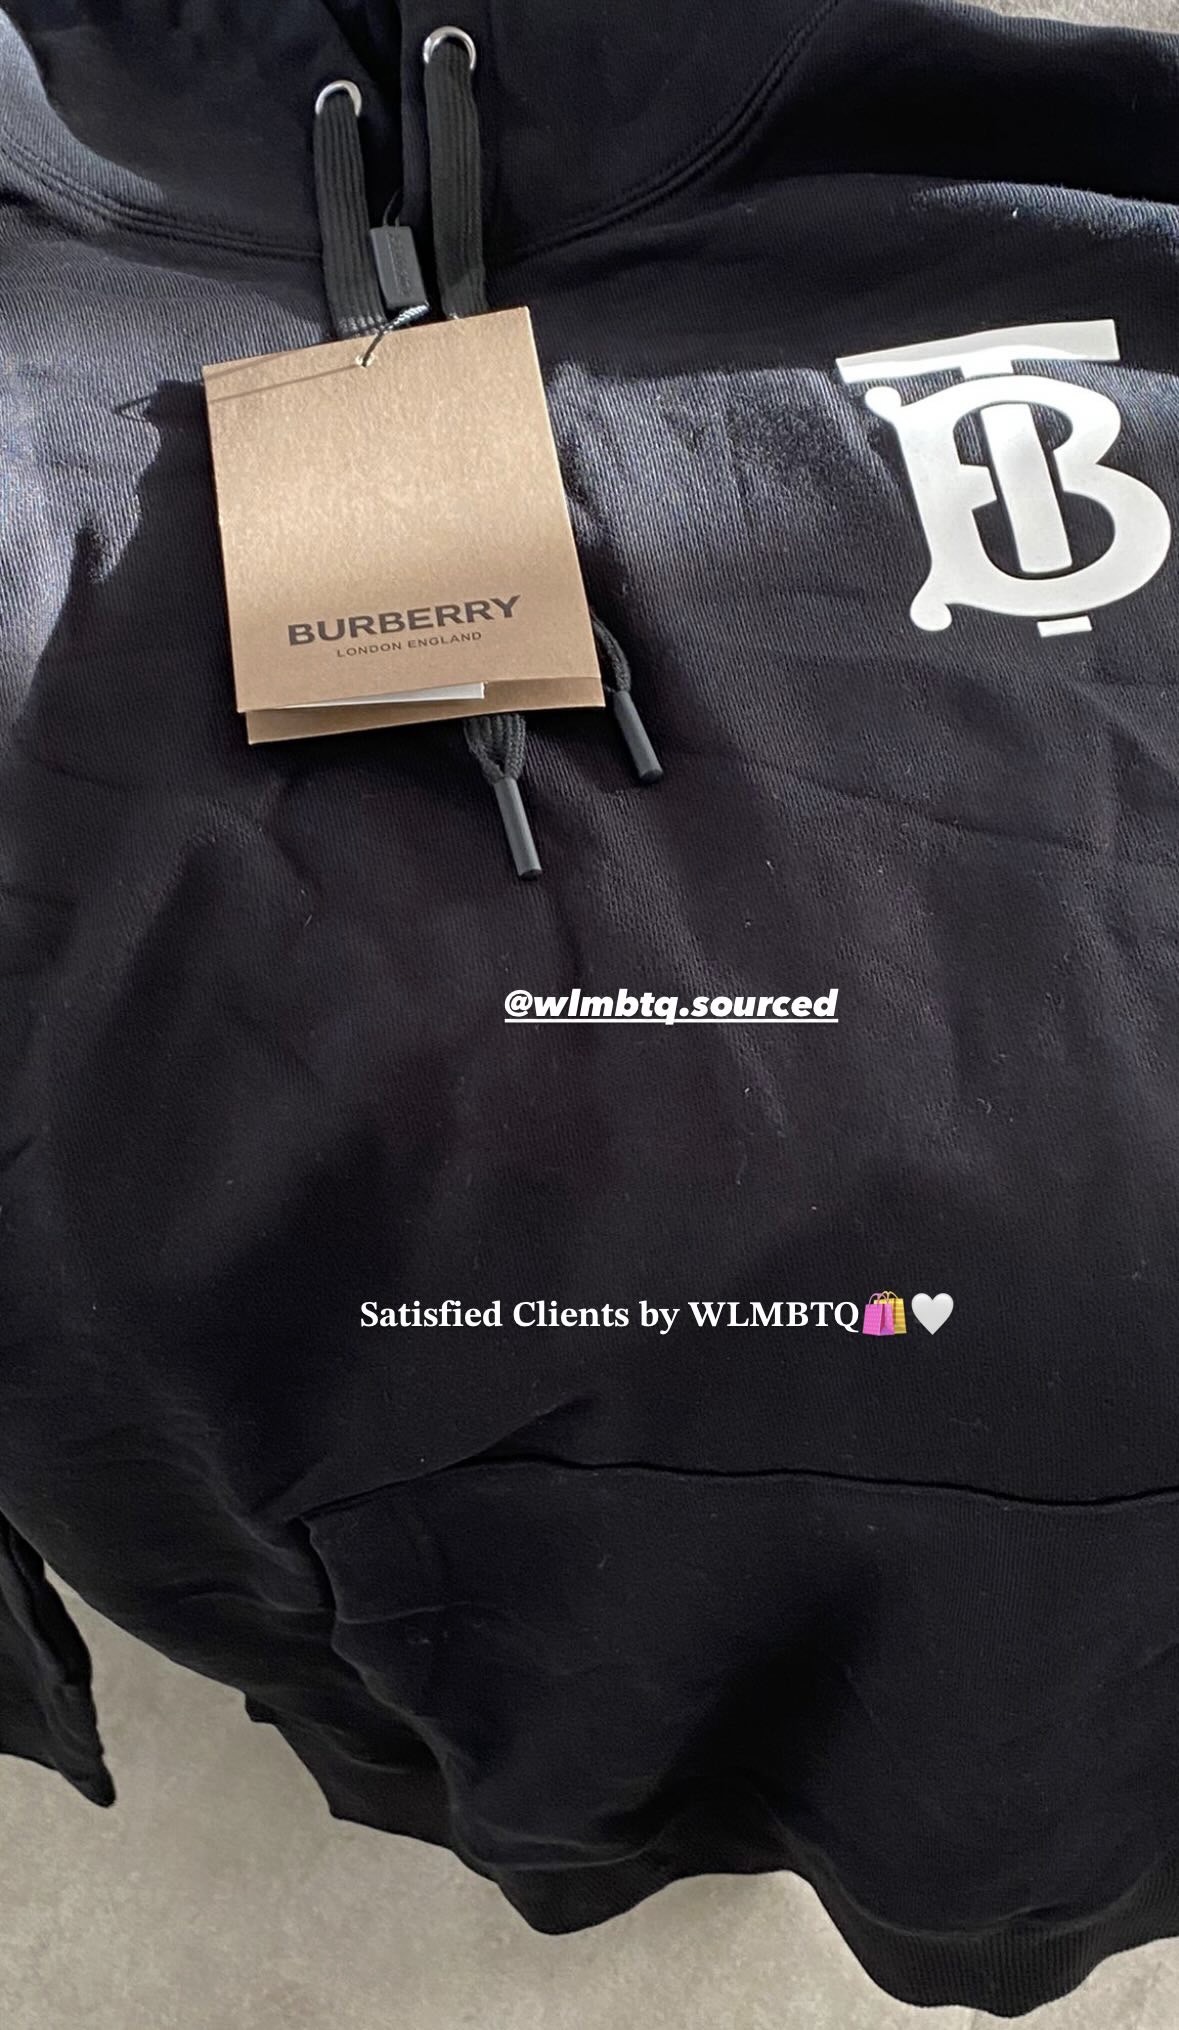 TB
BURBERRY
LONDON ENGLAND
@wlmbtq.sourced
Satisfied Clients by WLMBTQ🛍️🤍